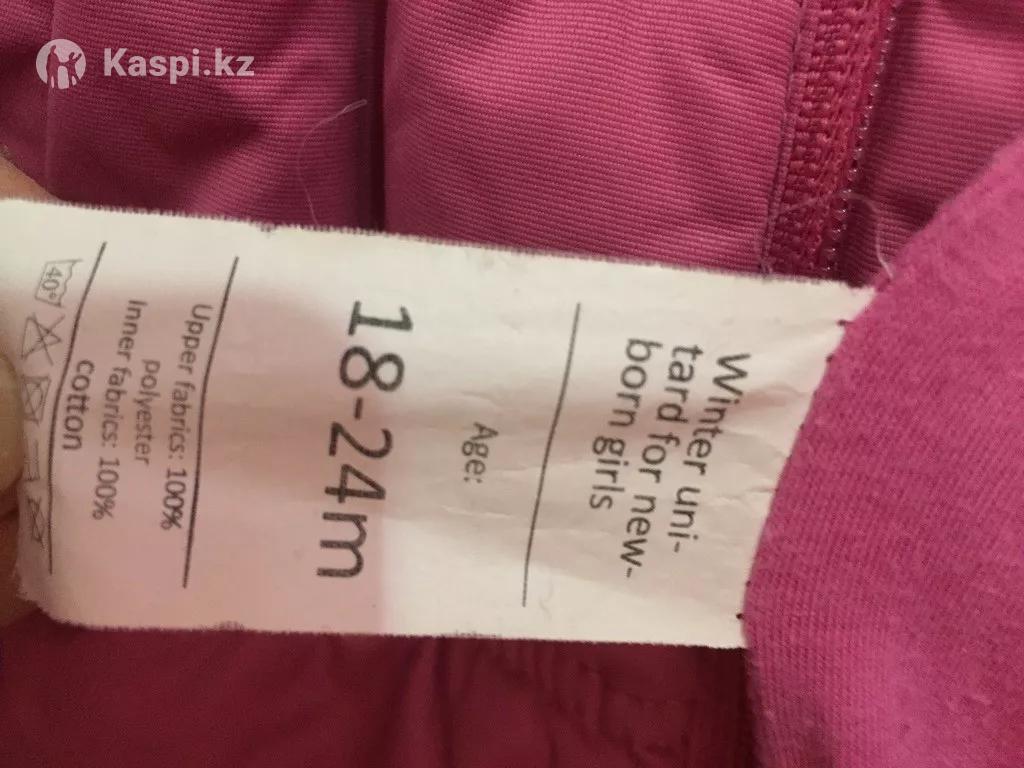 Kaspi.kz
Winter uni-
tard for new-
born girls
Age:
18-24m
Upper fabrics: 100%
polyester
Inner fabrics: 100%
cotton
40°